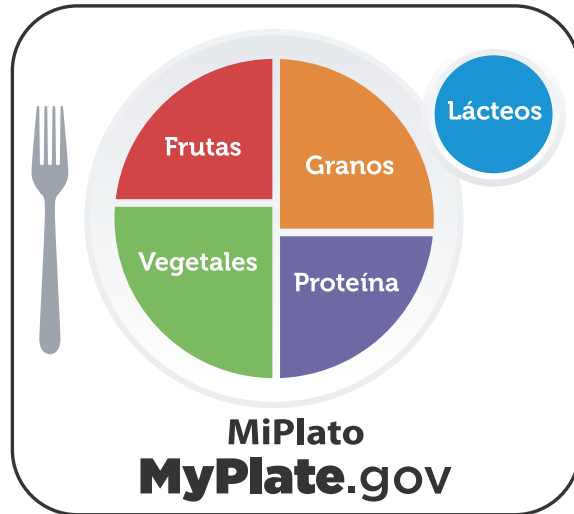 Lácteos
Frutas
Granos
Vegetales
Proteína
MiPlato
MyPlate.gov